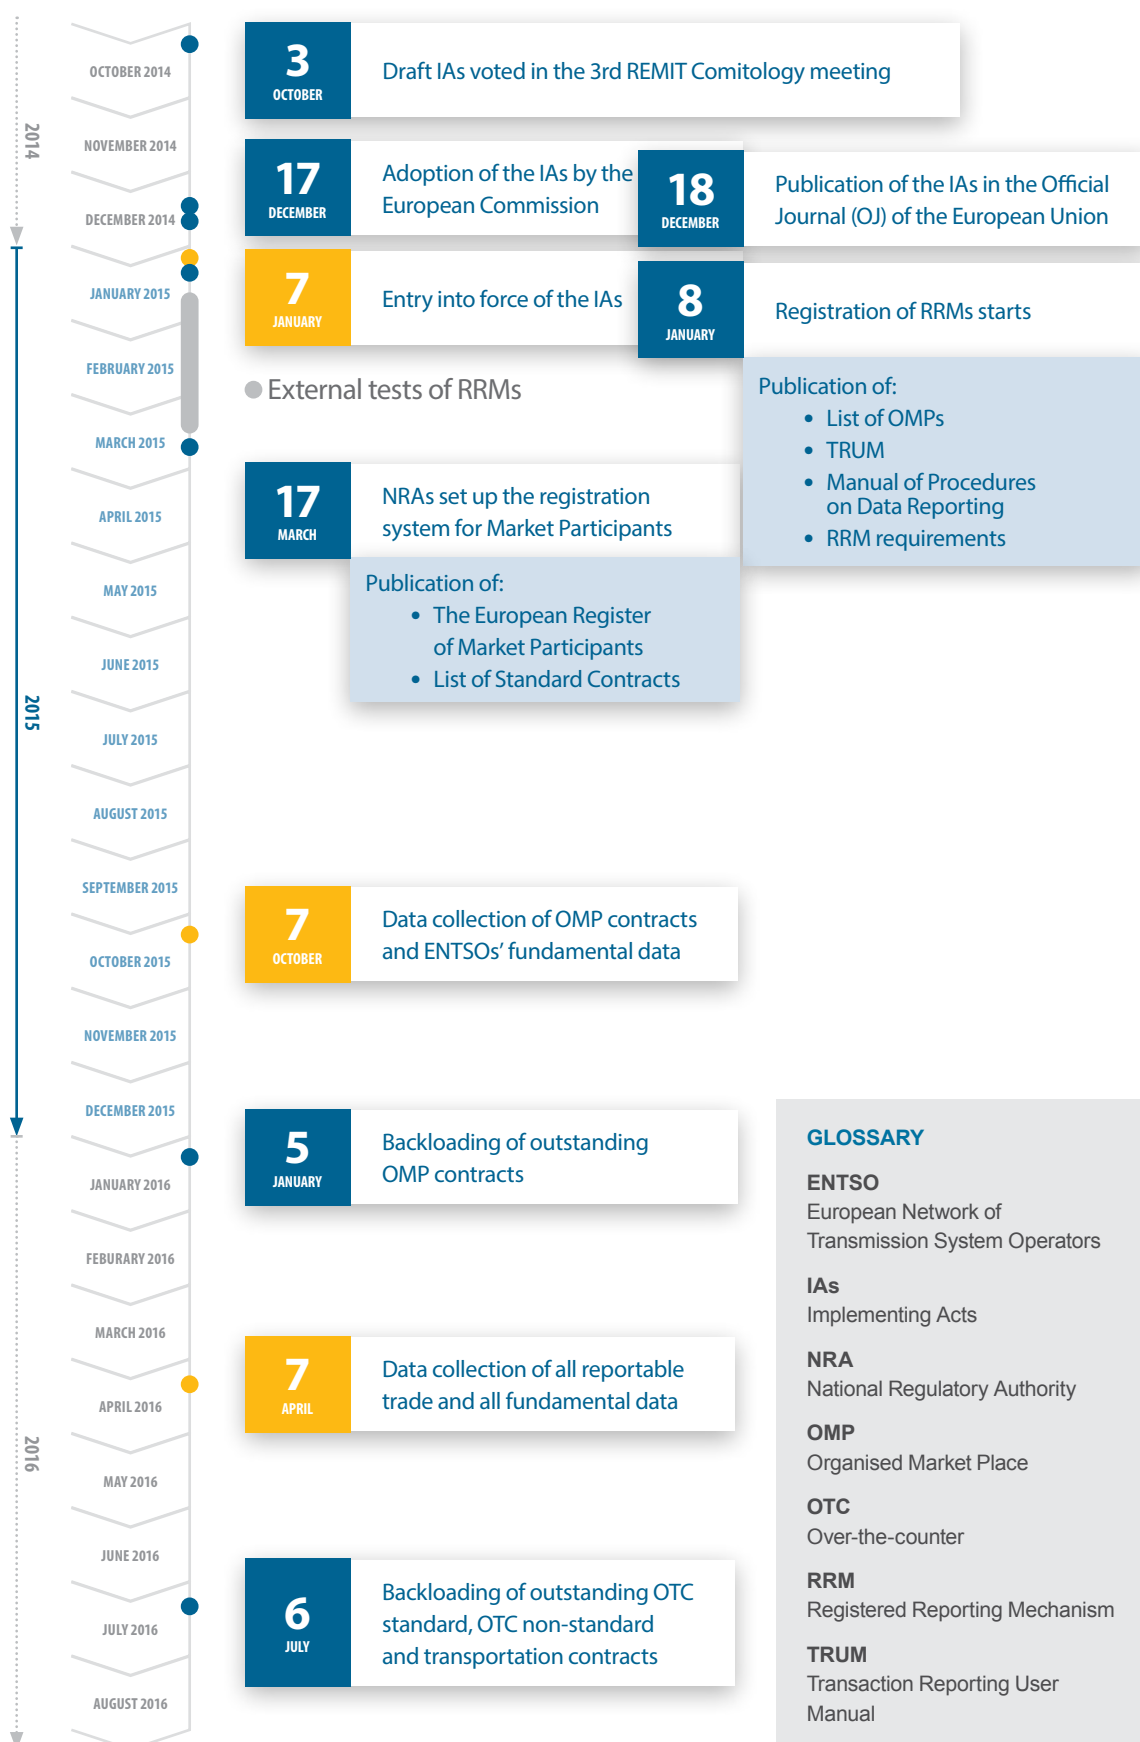 2014
2015
2016
OCTOBER 2014
NOVEMBER 2014
DECEMBER 2014
JANUARY 2015
FEBRUARY 2015
MARCH 2015
APRIL 2015
MAY 2015
JUNE 2015
JULY 2015
AUGUST 2015
SEPTEMBER 2015
OCTOBER 2015
NOVEMBER 2015
DECEMBER 2015
JANUARY 2016
FEBURARY 2016
MARCH 2016
APRIL 2016
MAY 2016
JUNE 2016
JULY 2016
AUGUST 2016
3
OCTOBER
Draft IAs voted in the 3rd REMIT Comitology meeting
17
DECEMBER
Adoption of the IAs by the
European Commission
18
DECEMBER
Publication of the IAs in the Official
Journal (OJ) of the European Union
7
JANUARY
Entry into force of the IAs
8
JANUARY
Registration of RRMs starts
Publication of:
• List of OMPs
• TRUM
• Manual of Procedures
on Data Reporting
• RRM requirements
External tests of RRMs
17
MARCH
NRAs set up the registration
system for Market Participants
Publication of:
• The European Register
of Market Participants
• List of Standard Contracts
7
OCTOBER
Data collection of OMP contracts
and ENTSOs’ fundamental data
5
JANUARY
Backloading of outstanding
OMP contracts
7
APRIL
Data collection of all reportable
trade and all fundamental data
6
JULY
Backloading of outstanding OTC
standard, OTC non-standard
and transportation contracts
GLOSSARY
ENTSO
European Network of
Transmission System Operators
IAs
Implementing Acts
NRA
National Regulatory Authority
OMP
Organised Market Place
OTC
Over-the-counter
RRM
Registered Reporting Mechanism
TRUM
Transaction Reporting User
Manual